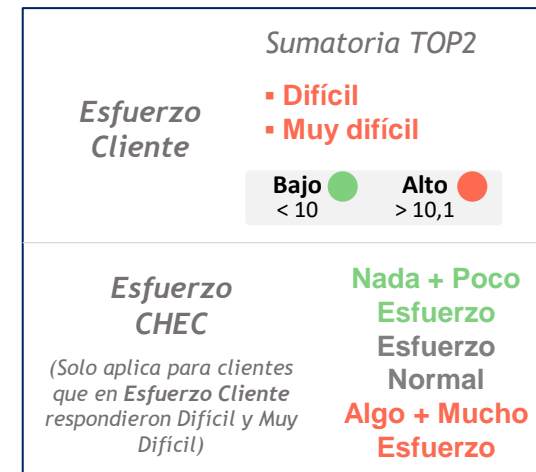 Sumatoria TOP2
Esfuerzo
Cliente
▪ Difícil
▪ Muy difícil
Bajo
< 10
Alto
> 10,1
Esfuerzo
CHEC
(Solo aplica para clientes
que en Esfuerzo Cliente
respondieron Difícil y Muy
Difícil)
Nada + Poco
Esfuerzo
Esfuerzo
Normal
Algo + Mucho
Esfuerzo